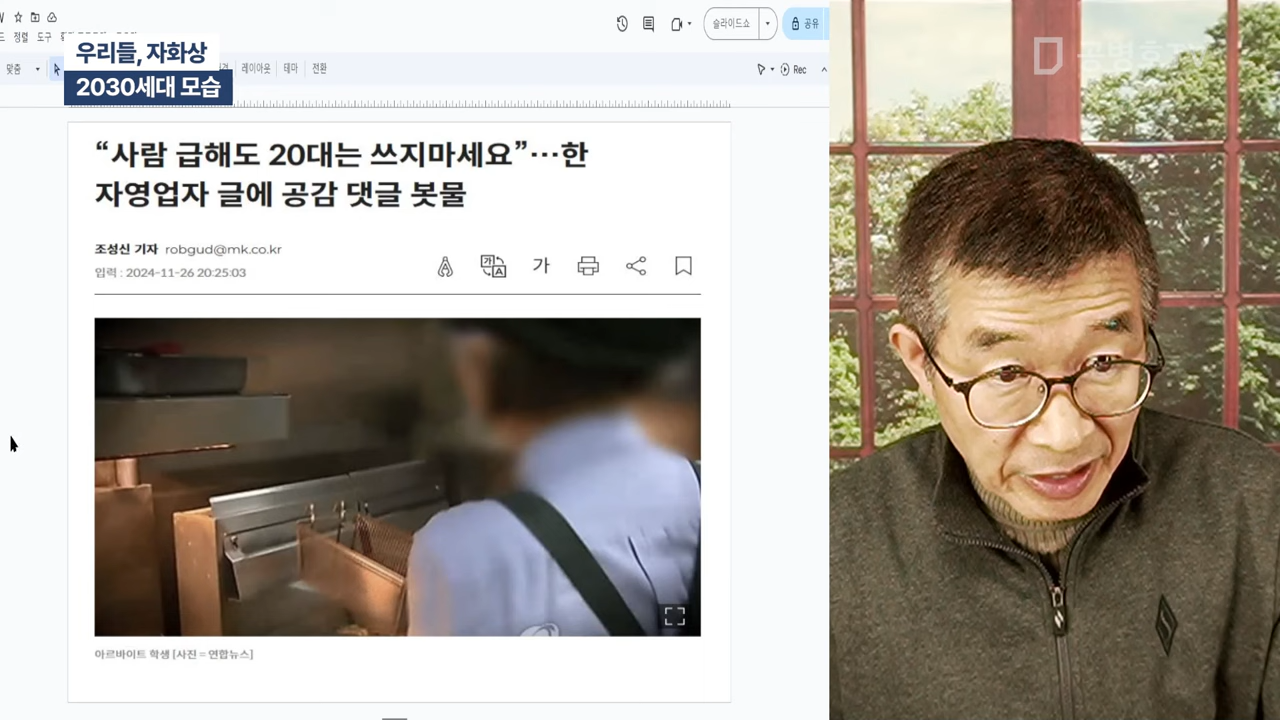 정렬 도구
슬라이드쇼
공유
우리들, 자화상
맞춤
레이아웃
테마
전환
Rec
2030세대 모습
“사람 급해도 20대는 쓰지마세요”…한
자영업자 글에 공감 댓글 봇물
조성신 기자 robgud@mk.co.kr
입력 : 2024-11-26 20:25:03
가
아르바이트 학생 [사진 = 연합뉴스]